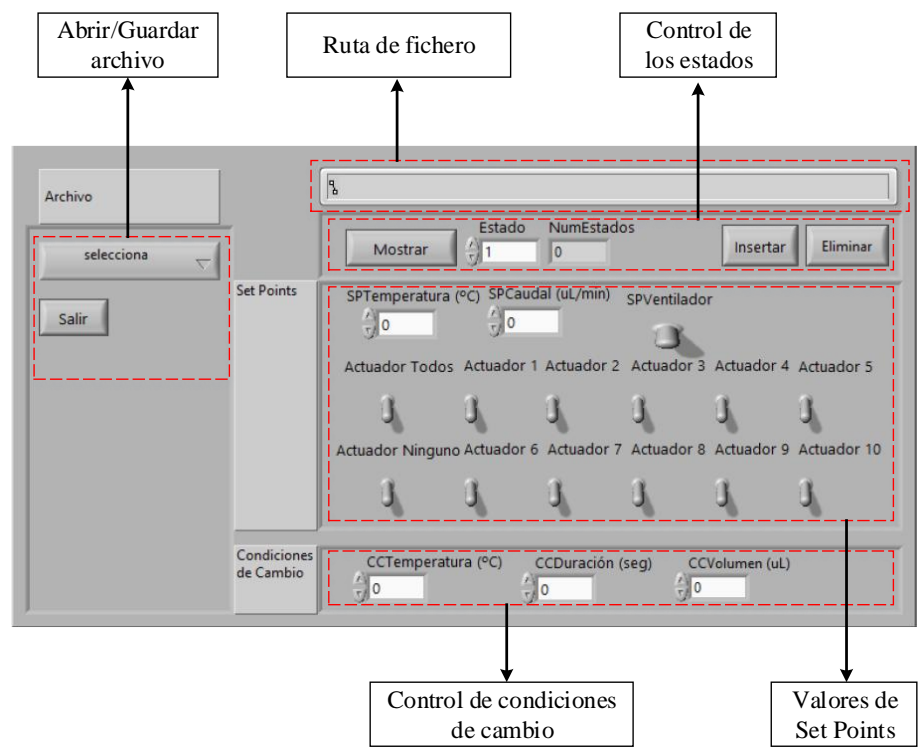 Abrir/Guardar
archivo
Ruta de fichero
Control de
los estados
Archivo
selecciona
Salir
Mostrar
Estado
1
NumEstados
0
Insertar
Eliminar
Set Points
SPTemperatura (ºC)
0
SPCaudal (uL/min)
0
SPVentilador
Actuador Todos Actuador 1 Actuador 2 Actuador 3 Actuador 4 Actuador 5
Actuador Ninguno Actuador 6 Actuador 7 Actuador 8 Actuador 9 Actuador 10
Condiciones
de Cambio
CCTemperatura (ºC)
0
CCDuración (seg)
0
CCVolumen (uL)
0
Control de condiciones
de cambio
Valores de
Set Points